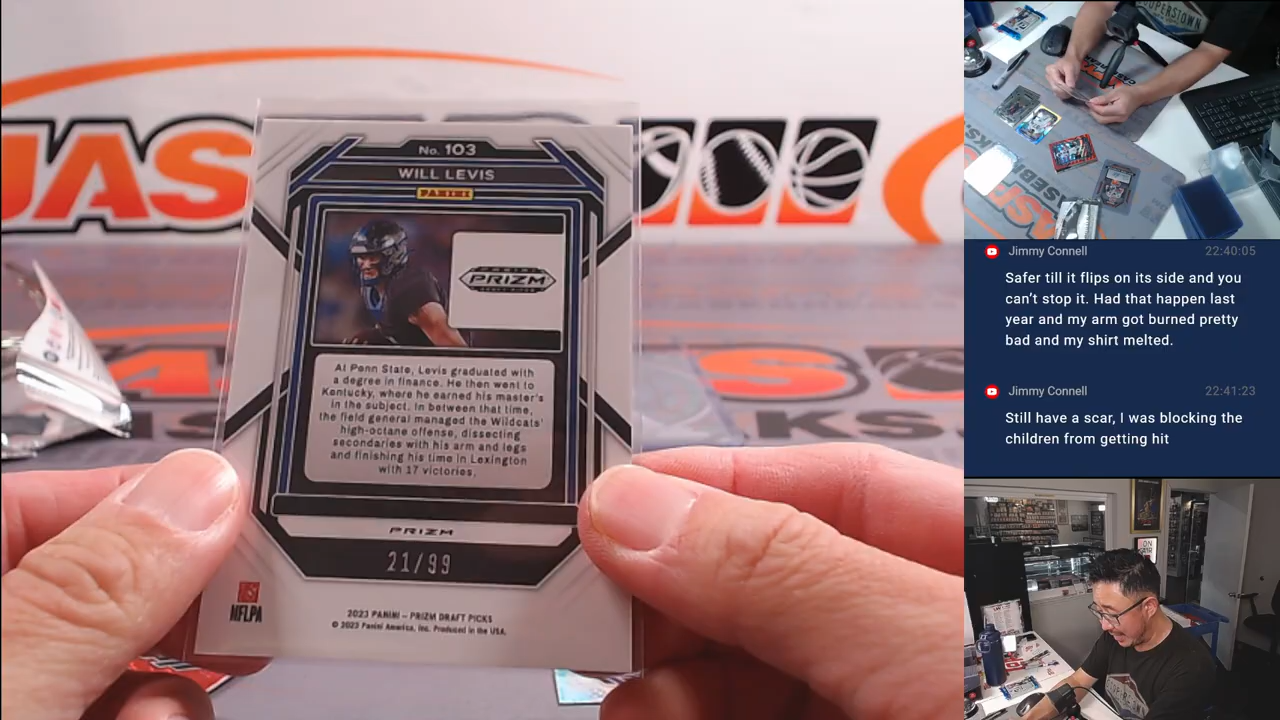 No. 103
WILL LEVIS
PANINI
PANINI
PRIZM
DRAFT PICKS
At Penn State, Levis graduated with
a degree in finance. He then went to
Kentucky, where he earned his master's
in the subject. In between that time,
the field general managed the Wildcats'
high-octane offense, dissecting
secondaries with his arm and legs
and finishing his time in Lexington
with 17 victories.
PRIZM
21/99
NFLPA
2023 PANINI – PRIZM DRAFT PICKS
© 2023 Panini America, Inc. Produced in the USA.
JAS
KS
Jimmy Connell 22:40:05
Safer till it flips on its side and you
can't stop it. Had that happen last
year and my arm got burned pretty
bad and my shirt melted.
Jimmy Connell 22:41:23
Still have a scar, I was blocking the
children from getting hit
COOPERSTOWN